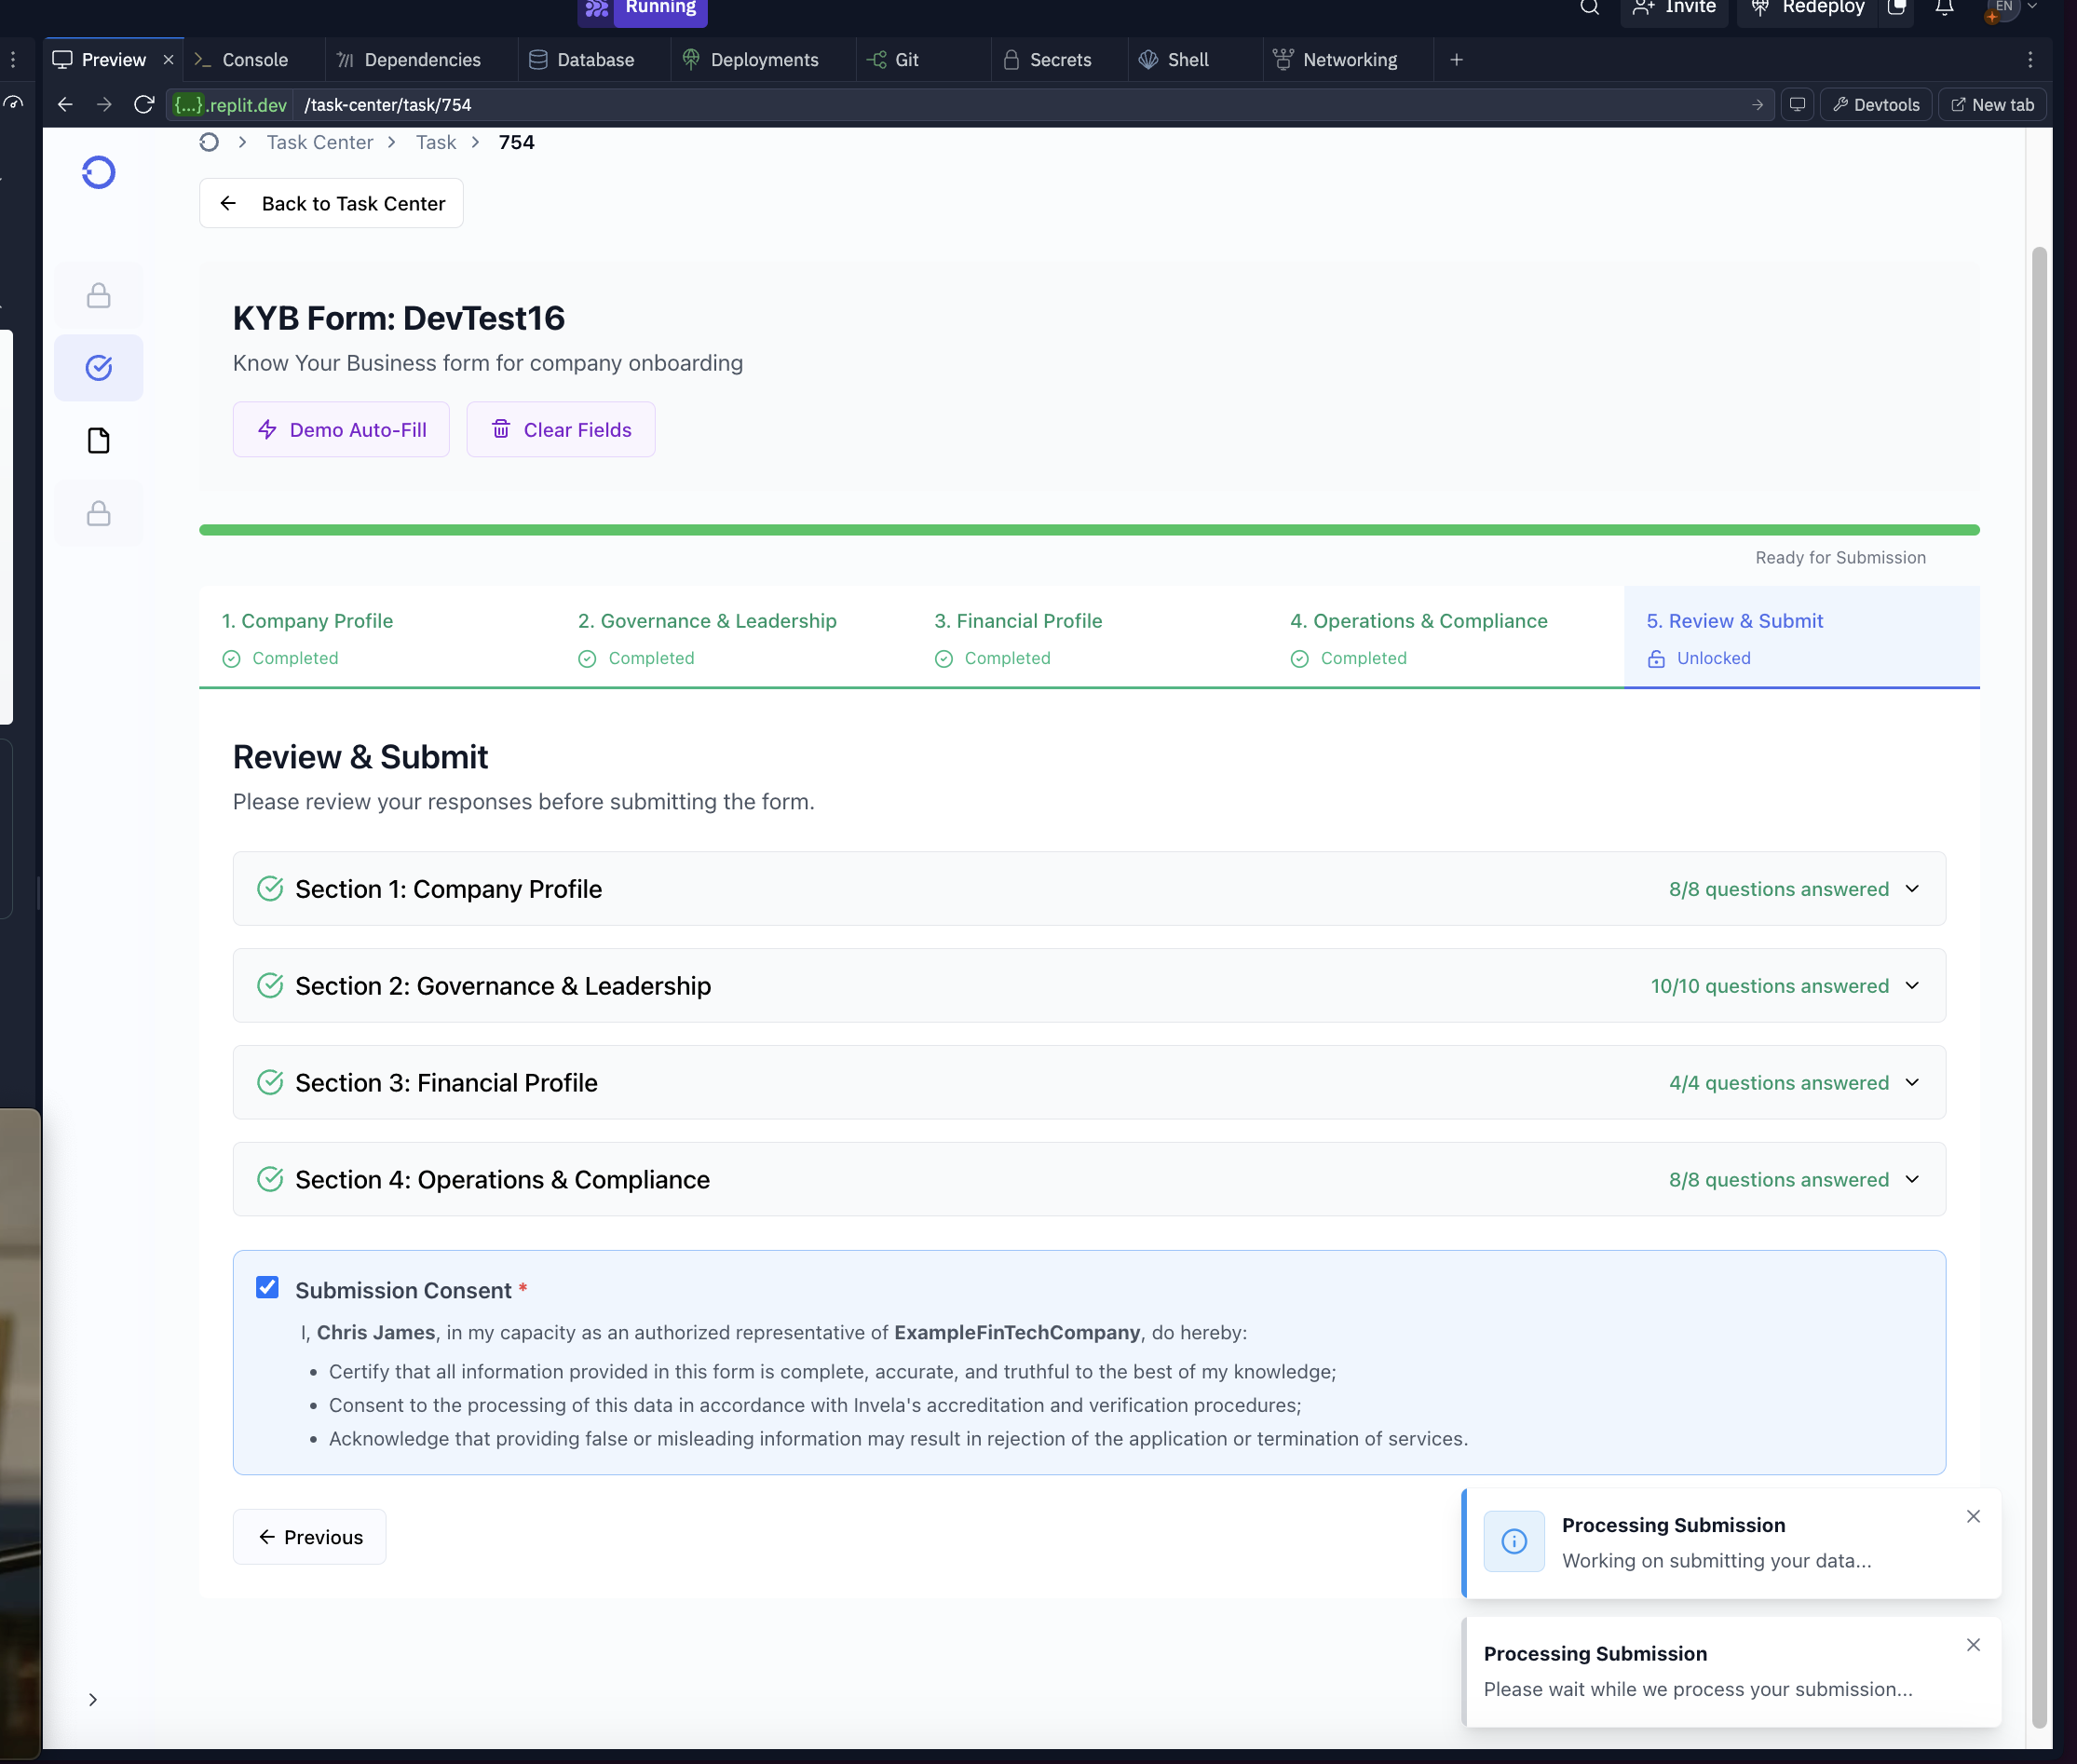 Running
Invite
Redeploy
EN
Preview
Console
Dependencies
Database
Deployments
Git
Secrets
Shell
Networking
{...}.replit.dev
/task-center/task/754
Devtools
New tab
Task Center
Task
754
Back to Task Center
KYB Form: DevTest16
Know Your Business form for company onboarding
Demo Auto-Fill
Clear Fields
Ready for Submission
1. Company Profile
Completed
2. Governance & Leadership
Completed
3. Financial Profile
Completed
4. Operations & Compliance
Completed
5. Review & Submit
Unlocked
Review & Submit
Please review your responses before submitting the form.
Section 1: Company Profile
8/8 questions answered
Section 2: Governance & Leadership
10/10 questions answered
Section 3: Financial Profile
4/4 questions answered
Section 4: Operations & Compliance
8/8 questions answered
Submission Consent *
I, Chris James, in my capacity as an authorized representative of ExampleFinTechCompany, do hereby:
• Certify that all information provided in this form is complete, accurate, and truthful to the best of my knowledge;
• Consent to the processing of this data in accordance with Invela's accreditation and verification procedures;
• Acknowledge that providing false or misleading information may result in rejection of the application or termination of services.
Previous
Processing Submission
Working on submitting your data...
Processing Submission
Please wait while we process your submission...